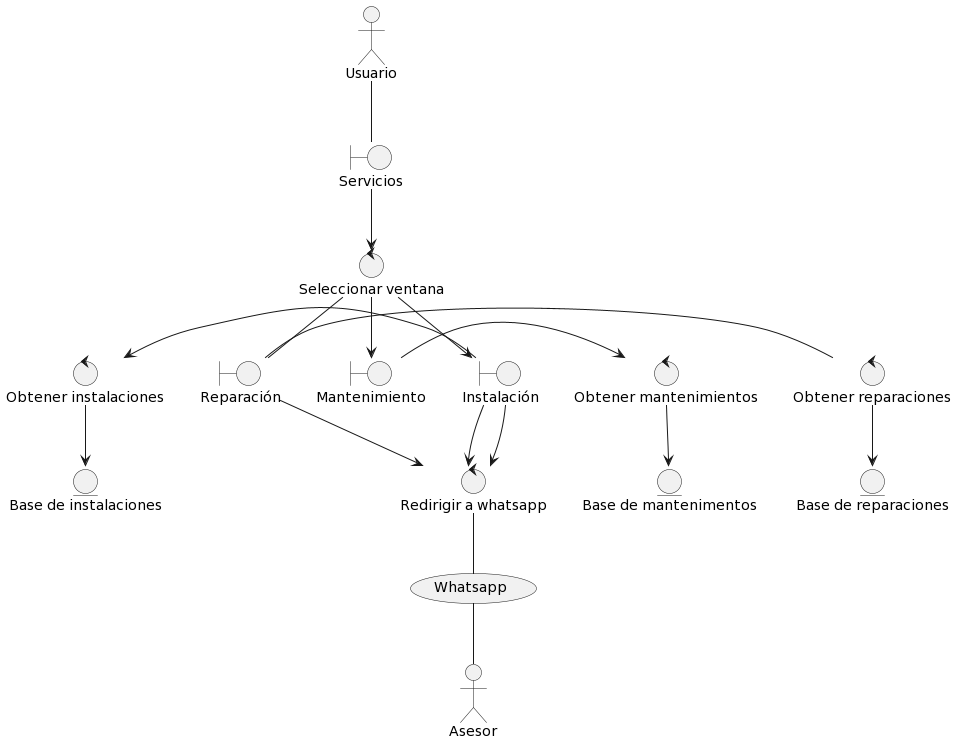 Usuario
Servicios
Seleccionar ventana
Obtener instalaciones
Reparación
Mantenimiento
Instalación
Obtener mantenimientos
Obtener reparaciones
Base de instalaciones
Redirigir a whatsapp
Base de mantenimentos
Base de reparaciones
Whatsapp
Asesor